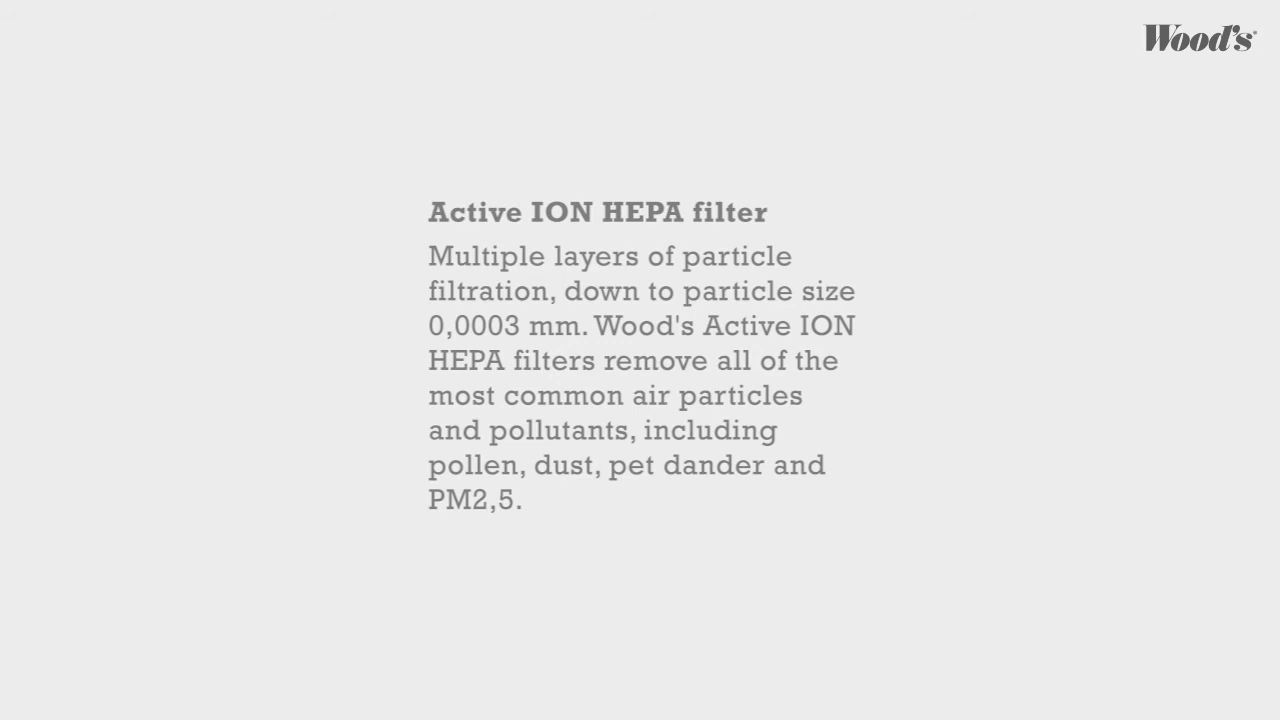 Wood's
Active ION HEPA filter
Multiple layers of particle
filtration, down to particle size
0,0003 mm. Wood's Active ION
HEPA filters remove all of the
most common air particles
and pollutants, including
pollen, dust, pet dander and
PM2,5.